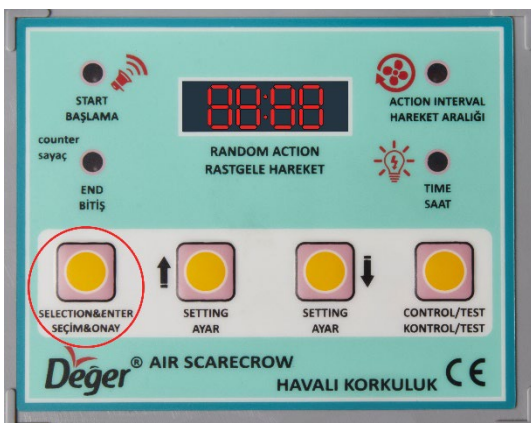 88:88
START
BAŞLAMA
ACTION INTERVAL
HAREKET ARALIĞI
counter
sayaç
RANDOM ACTION
RASTGELE HAREKET
END
BİTİŞ
TIME
SAAT
SELECTION&ENTER
SEÇİM&ONAY
SETTING
AYAR
SETTING
AYAR
CONTROL/TEST
KONTROL/TEST
Değer® AIR SCARECROW
HAVALI KORKULUK CE